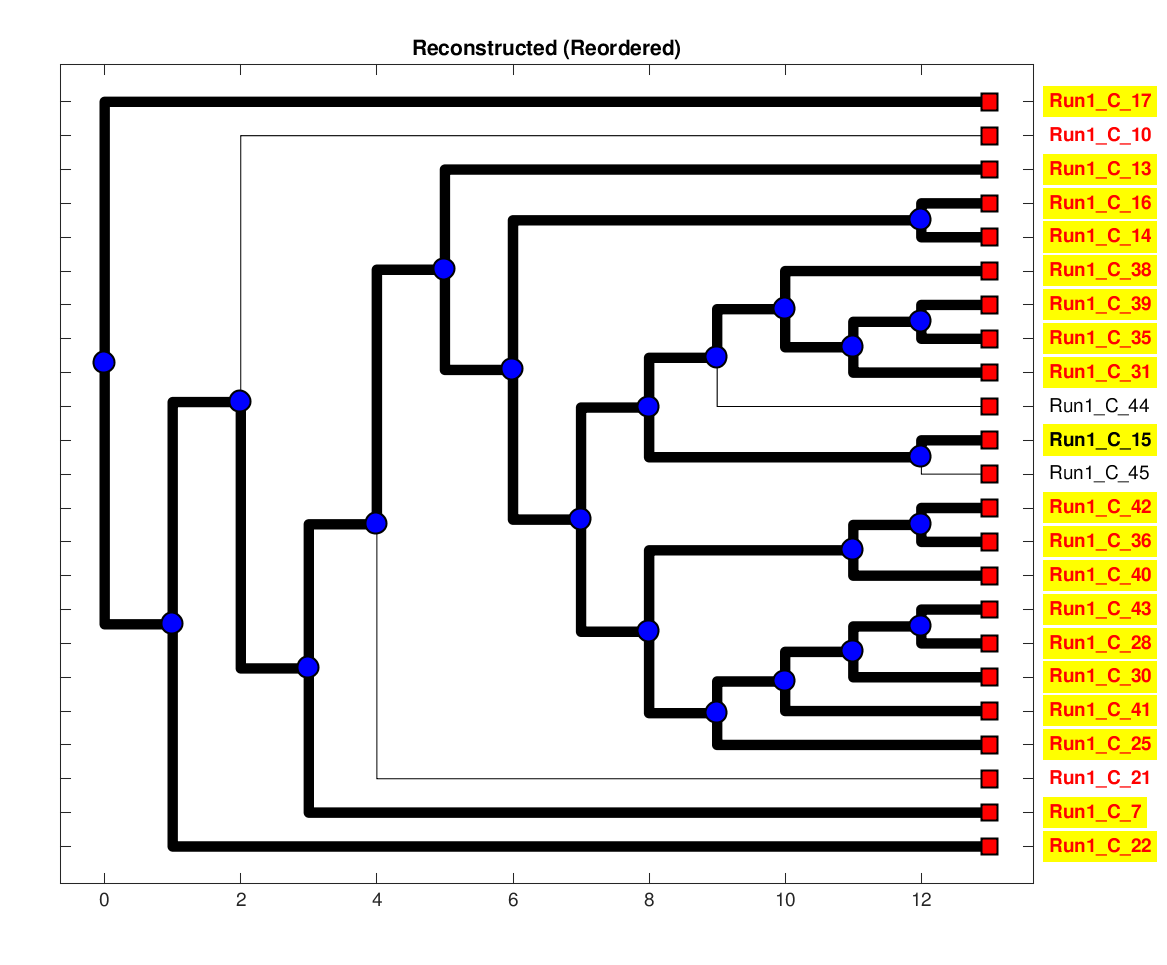 Reconstructed (Reordered)
Run1_C_17
Run1_C_10
Run1_C_13
Run1_C_16
Run1_C_14
Run1_C_38
Run1_C_39
Run1_C_35
Run1_C_31
Run1_C_44
Run1_C_15
Run1_C_45
Run1_C_42
Run1_C_36
Run1_C_40
Run1_C_43
Run1_C_28
Run1_C_30
Run1_C_41
Run1_C_25
Run1_C_21
Run1_C_7
Run1_C_22
0 2 4 6 8 10 12